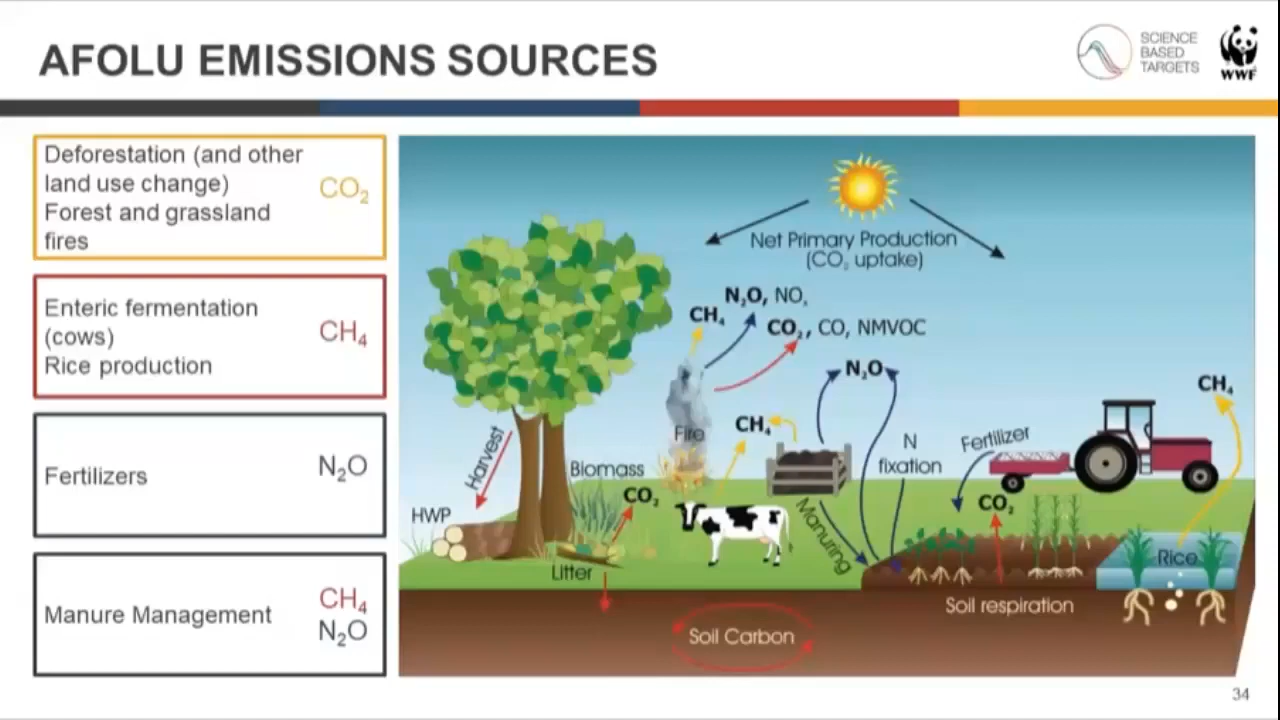 AFOLU EMISSIONS SOURCES
SCIENCE
BASED
TARGETS
WWF
Deforestation (and other
land use change)
Forest and grassland
fires
CO₂
Enteric fermentation
(cows)
Rice production
CH₄
Fertilizers
N₂O
Manure Management
CH₄
N₂O
Net Primary Production
(CO₂ uptake)
N₂O, NOₓ
CH₄
CO₂, CO, NMVOC
N₂O
CH₄
Harvest
Fire
CH₄
N
fixation
Fertilizer
Biomass
CO₂
CO₂
HWP
Manuring
Litter
Rice
Soil respiration
Soil Carbon
34